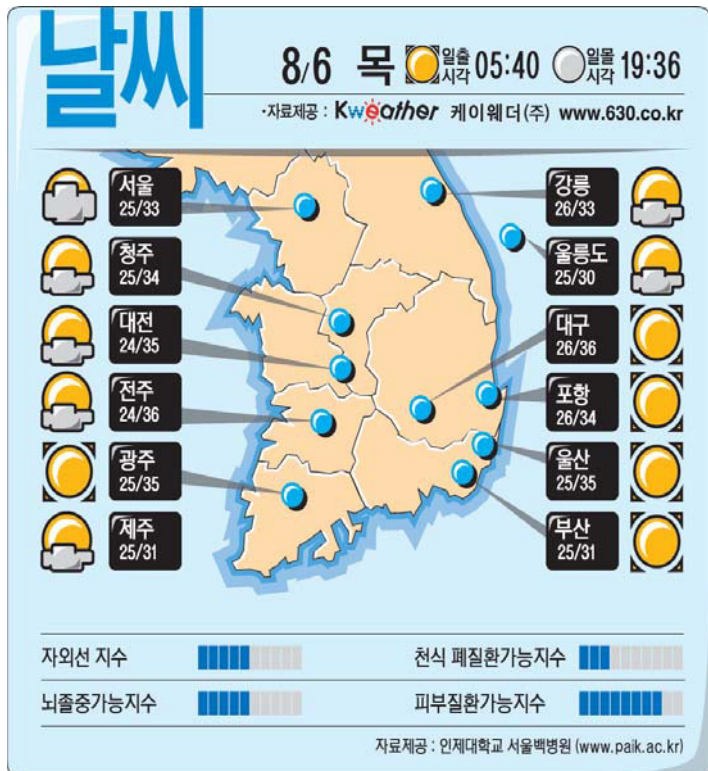 날씨
8/6 목 일출시각 05:40 일몰시각 19:36
·자료제공 : Kweather 케이웨더(주) www.630.co.kr
서울
25/33
청주
25/34
대전
24/35
전주
24/36
광주
25/35
제주
25/31
강릉
26/33
울릉도
25/30
대구
26/36
포항
26/34
울산
25/35
부산
25/31
자외선 지수
천식 폐질환가능지수
뇌졸중가능지수
피부질환가능지수
자료제공 : 인제대학교 서울백병원 (www.paik.ac.kr)